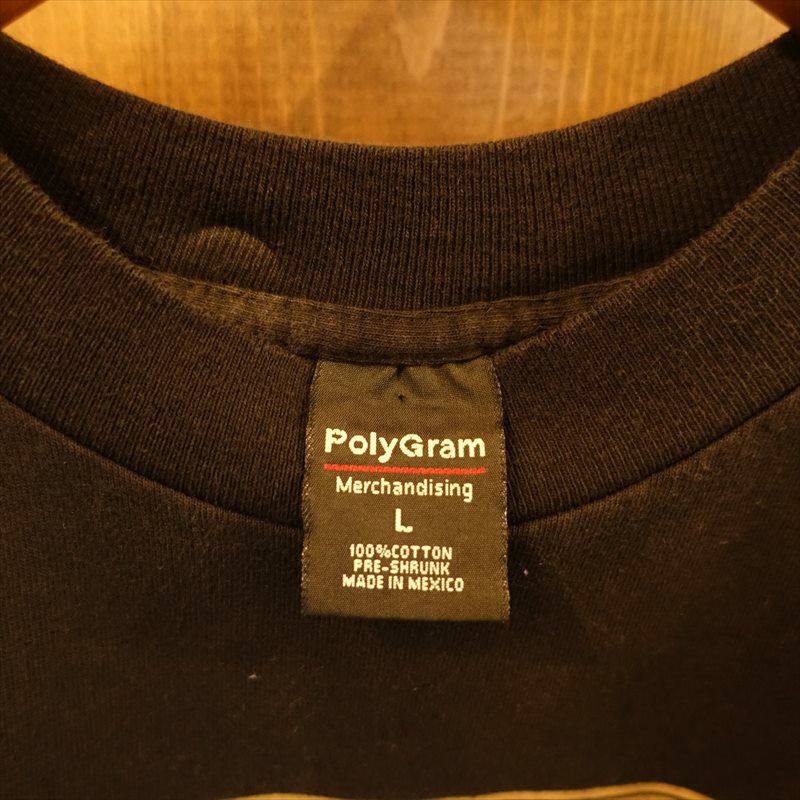 PolyGram
Merchandising
L
100%COTTON
PRE-SHRUNK
MADE IN MEXICO